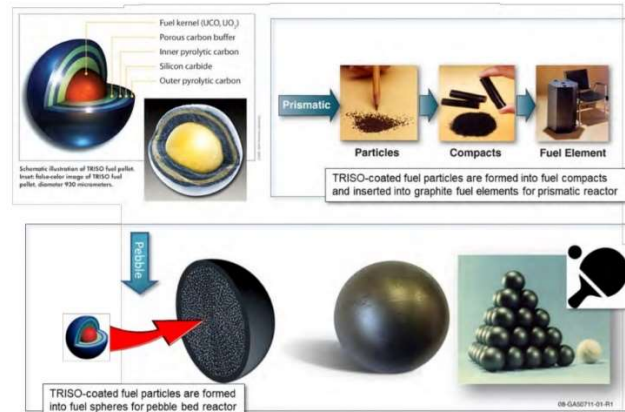 Fuel kernel (UCO, UO2)
Porous carbon buffer
Inner pyrolytic carbon
Silicon carbide
Outer pyrolytic carbon
Schematic illustration of TRISO fuel pellet.
Inset: false-color image of TRISO fuel
pellet, diameter 930 micrometers.
Prismatic
Particles
Compacts
Fuel Element
TRISO-coated fuel particles are formed into fuel compacts
and inserted into graphite fuel elements for prismatic reactor
Pebble
TRISO-coated fuel particles are formed
into fuel spheres for pebble bed reactor
08-GA50711-01-R1